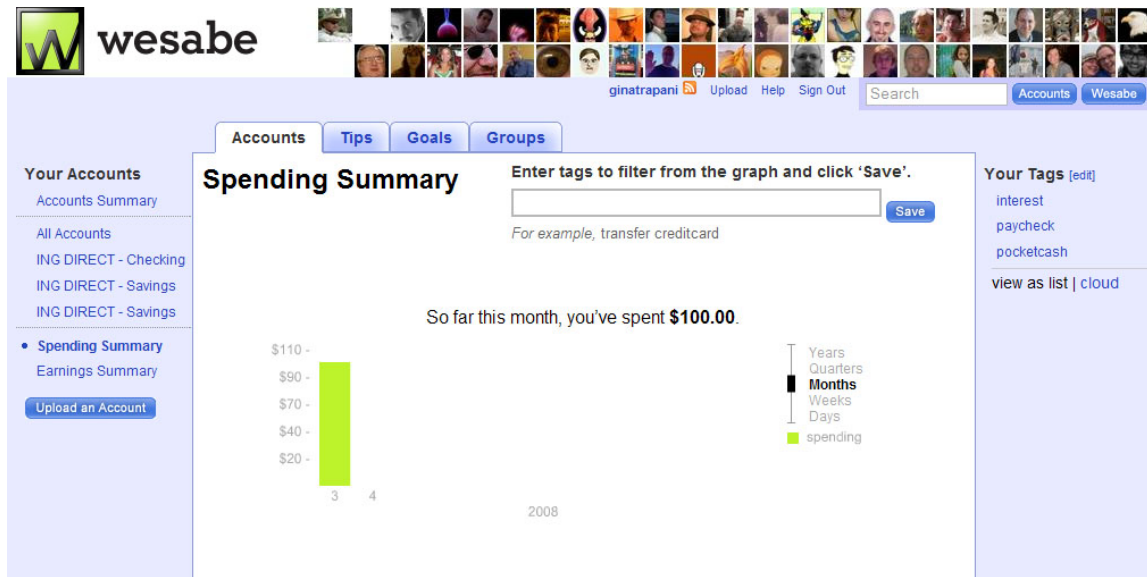 wesabe
ginatrapani Upload Help Sign Out Search Accounts Wesabe
Accounts Tips Goals Groups
Your Accounts
Accounts Summary
All Accounts
ING DIRECT - Checking
ING DIRECT - Savings
ING DIRECT - Savings
Spending Summary
Earnings Summary
Upload an Account
Spending Summary
Enter tags to filter from the graph and click ‘Save’.
Save
For example, transfer creditcard
So far this month, you’ve spent $100.00.
$110 -
$90 -
$70 -
$40 -
$20 -
3 4
2008
Years
Quarters
Months
Weeks
Days
spending
Your Tags [edit]
interest
paycheck
pocketcash
view as list | cloud